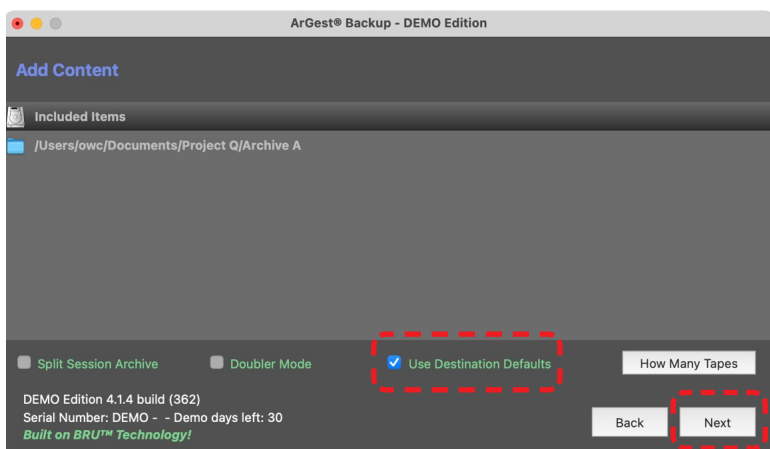 ArGest® Backup - DEMO Edition
Add Content
Included Items
/Users/owc/Documents/Project Q/Archive A
Split Session Archive
Doubler Mode
Use Destination Defaults
How Many Tapes
DEMO Edition 4.1.4 build (362)
Serial Number: DEMO - - Demo days left: 30
Built on BRU™ Technology!
Back
Next